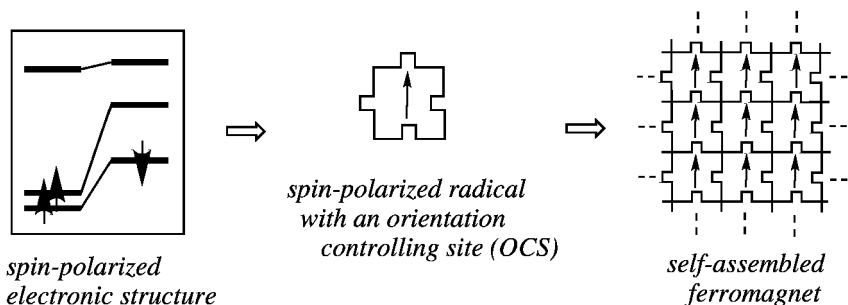 spin-polarized
electronic structure
spin-polarized radical
with an orientation
controlling site (OCS)
self-assembled
ferromagnet